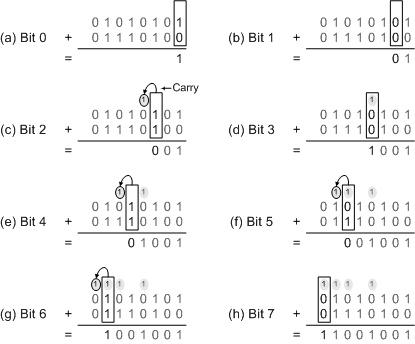 0 1 0 1 0 1 0 1
(a) Bit 0 + 0 1 1 1 0 1 0 0
= 1
0 1 0 1 0 1 0 1
(b) Bit 1 + 0 1 1 1 0 1 0 0
= 0 1
1 Carry
0 1 0 1 0 1 0 1
(c) Bit 2 + 0 1 1 1 0 1 0 0
= 0 0 1
1
0 1 0 1 0 1 0 1
(d) Bit 3 + 0 1 1 1 0 1 0 0
= 1 0 0 1
1 1
0 1 0 1 0 1 0 1
(e) Bit 4 + 0 1 1 1 0 1 0 0
= 0 1 0 0 1
1 1 1
0 1 0 1 0 1 0 1
(f) Bit 5 + 0 1 1 1 0 1 0 0
= 0 0 1 0 0 1
1 1 1 1
0 1 0 1 0 1 0 1
(g) Bit 6 + 0 1 1 1 0 1 0 0
= 1 0 0 1 0 0 1
1 1 1 1
0 1 0 1 0 1 0 1
(h) Bit 7 + 0 1 1 1 0 1 0 0
= 1 1 0 0 1 0 0 1